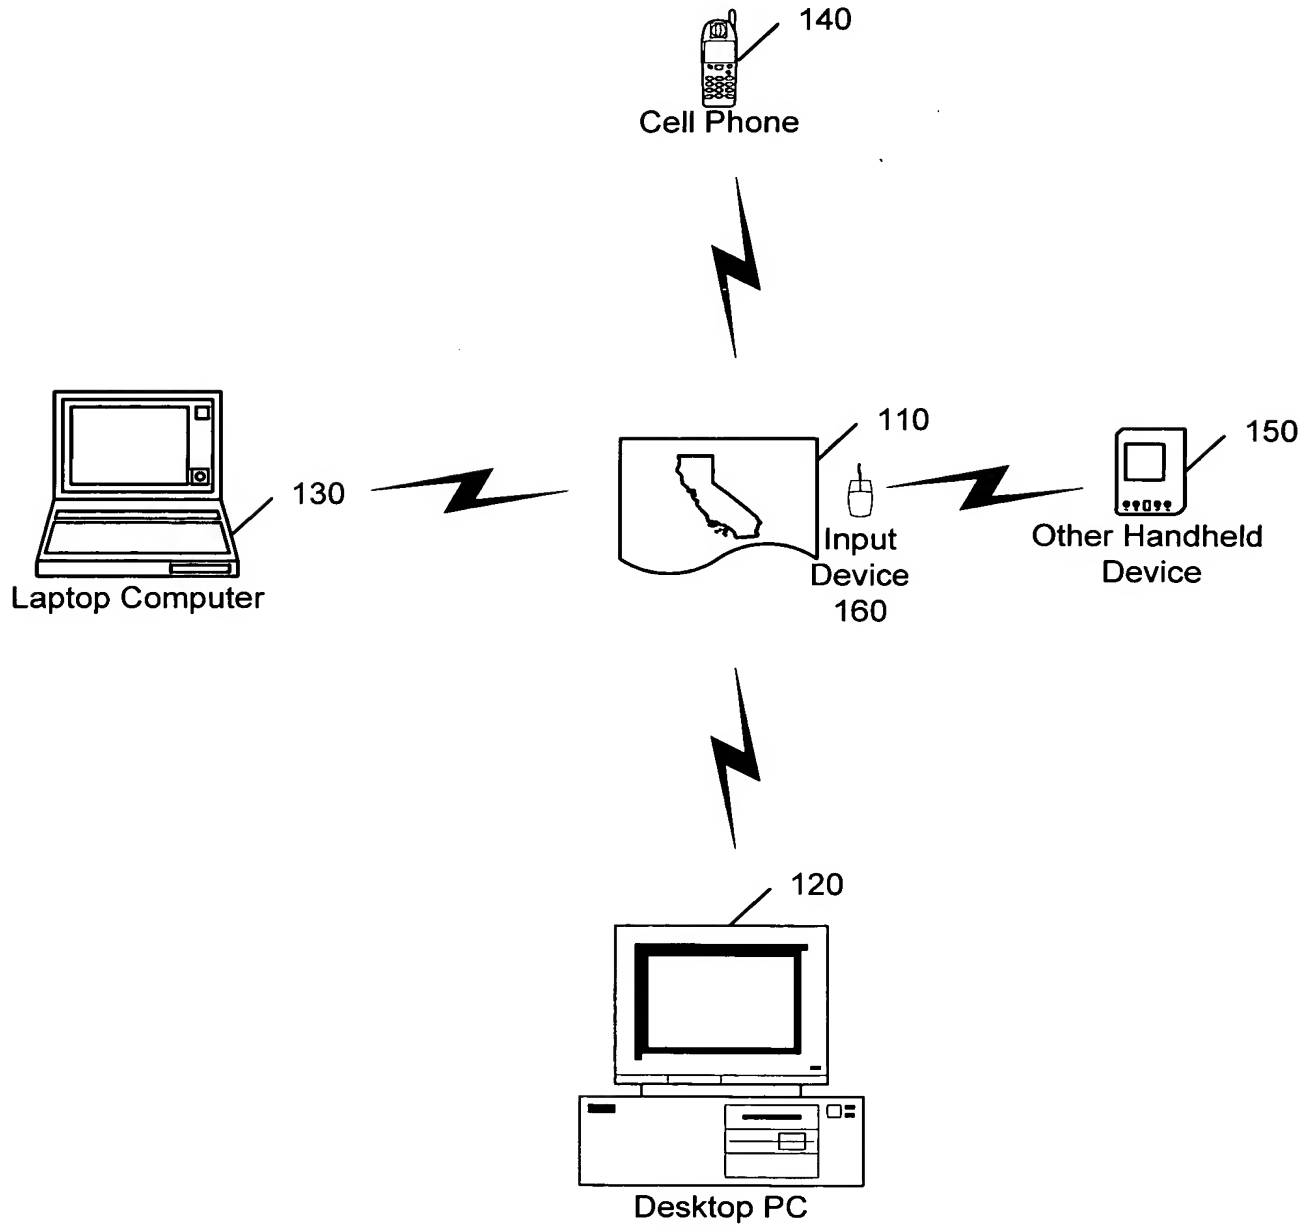 140
Cell Phone
110
150
130
Input
Device
160
Other Handheld
Device
Laptop Computer
120
Desktop PC